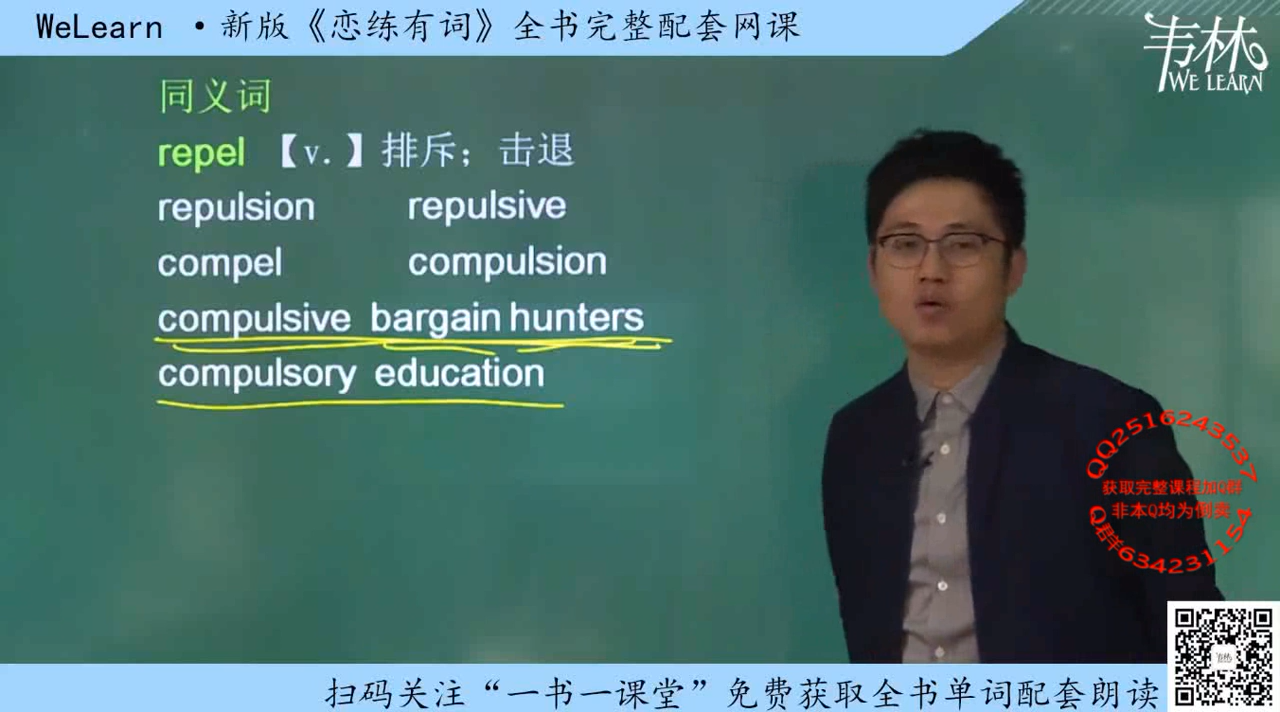 WeLearn ·新版《恋练有词》全书完整配套网课
韦林
WE LEARN
同义词
repel 【v.】排斥；击退
repulsion repulsive
compel compulsion
compulsive bargain hunters
compulsory education
QQ2516243537
获取完整课程加Q群
非本Q均为倒卖
Q群634231154
扫码关注“一书一课堂”免费获取全书单词配套朗读